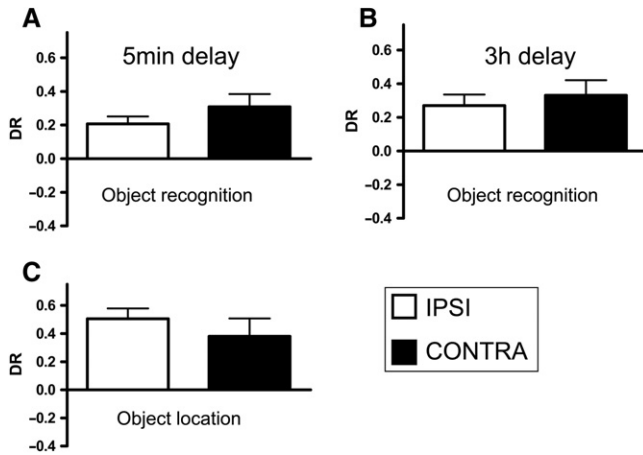 A
5min delay
0.6
0.4
0.2
0.0
−0.2
−0.4
DR
Object recognition
B
3h delay
0.6
0.4
0.2
0.0
−0.2
−0.4
DR
Object recognition
C
0.6
0.4
0.2
0.0
−0.2
−0.4
DR
Object location
IPSI
CONTRA